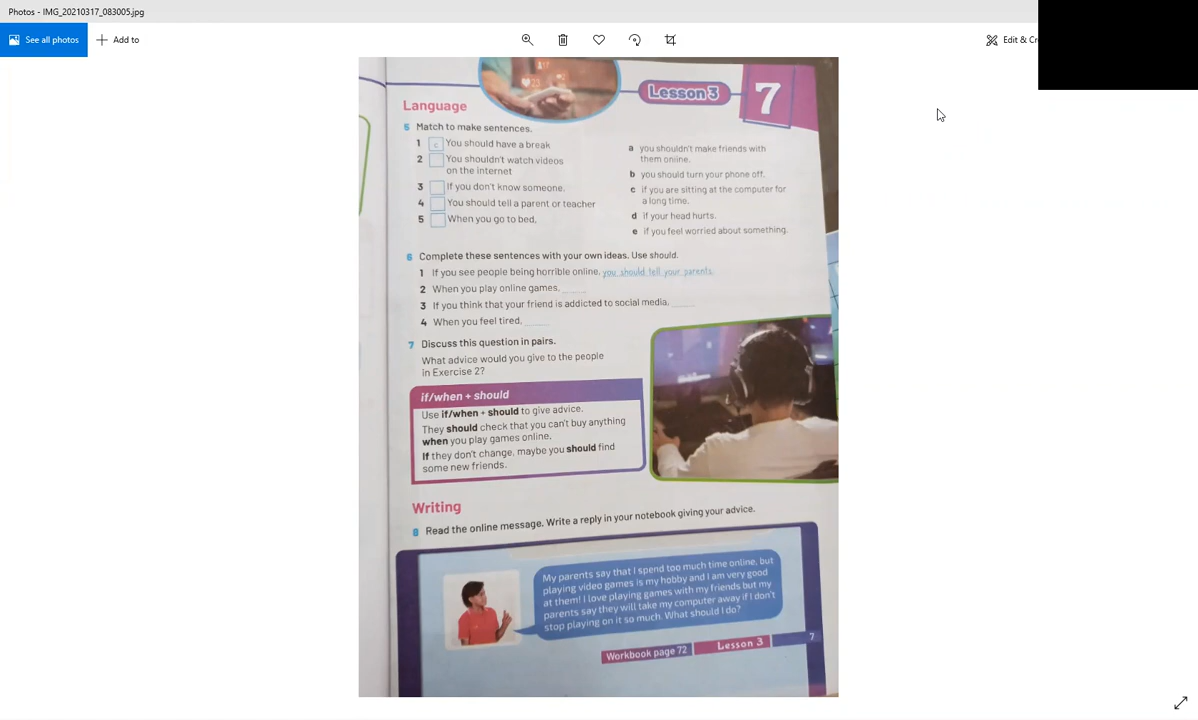 Photos - IMG_20210317_083005.jpg
See all photos
Add to
Edit & Cr
Lesson 3
7
Language
5 Match to make sentences.
1 c You should have a break
2 You shouldn't watch videos
on the internet
3 If you don't know someone,
4 You should tell a parent or teacher
5 When you go to bed,
a you shouldn't make friends with
them online.
b you should turn your phone off.
c if you are sitting at the computer for
a long time.
d if your head hurts.
e if you feel worried about something.
6 Complete these sentences with your own ideas. Use should.
1 If you see people being horrible online, you should tell your parents.
2 When you play online games, ____
3 If you think that your friend is addicted to social media, ____
4 When you feel tired, ____
7 Discuss this question in pairs.
What advice would you give to the people
in Exercise 2?
if/when + should
Use if/when + should to give advice.
They should check that you can't buy anything
when you play games online.
If they don't change, maybe you should find
some new friends.
Writing
8 Read the online message. Write a reply in your notebook giving your advice.
My parents say that I spend too much time online, but
playing video games is my hobby and I am very good
at them! I love playing games with my friends but my
parents say they will take my computer away if I don't
stop playing on it so much. What should I do?
Workbook page 72
Lesson 3
7